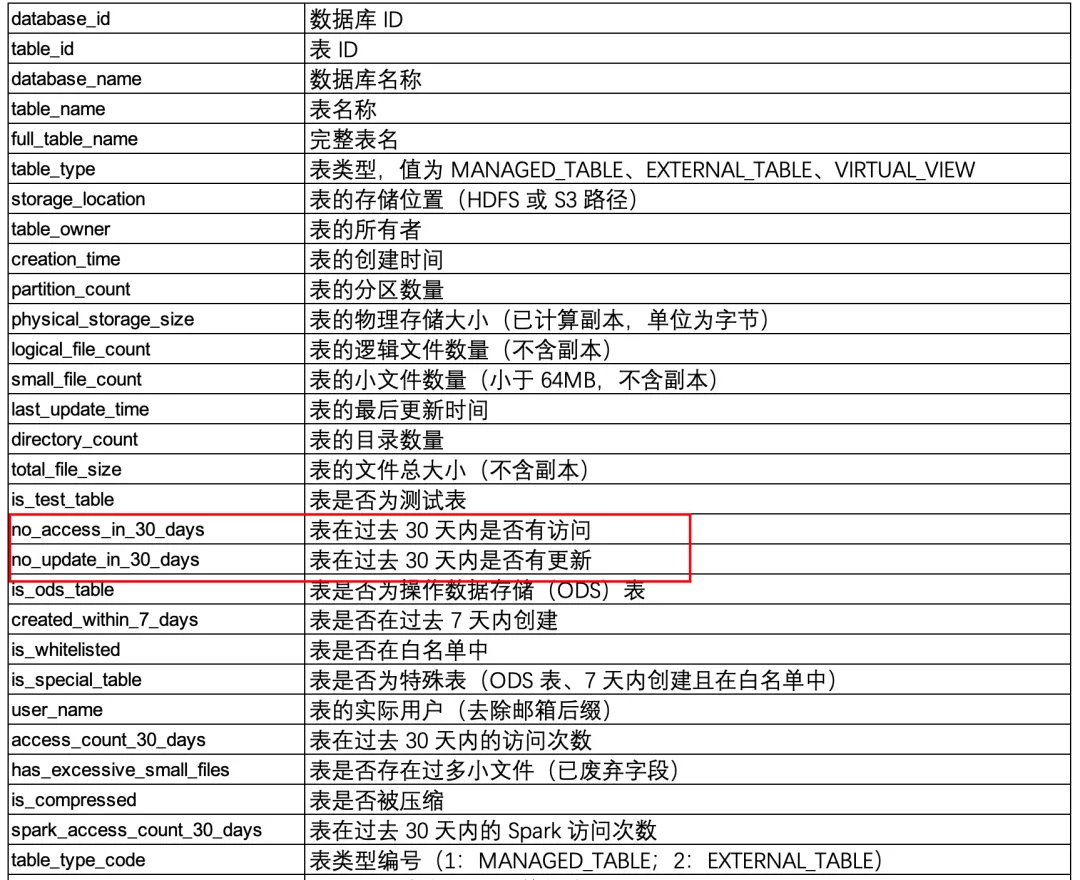 database_id 数据库 ID
table_id 表 ID
database_name 数据库名称
table_name 表名称
full_table_name 完整表名
table_type 表类型，值为 MANAGED_TABLE、EXTERNAL_TABLE、VIRTUAL_VIEW
storage_location 表的存储位置（HDFS 或 S3 路径）
table_owner 表的所有者
creation_time 表的创建时间
partition_count 表的分区数量
physical_storage_size 表的物理存储大小（已计算副本，单位为字节）
logical_file_count 表的逻辑文件数量（不含副本）
small_file_count 表的小文件数量（小于 64MB，不含副本）
last_update_time 表的最后更新时间
directory_count 表的目录数量
total_file_size 表的文件总大小（不含副本）
is_test_table 表是否为测试表
no_access_in_30_days 表在过去 30 天内是否有访问
no_update_in_30_days 表在过去 30 天内是否有更新
is_ods_table 表是否为操作数据存储（ODS）表
created_within_7_days 表是否在过去 7 天内创建
is_whitelisted 表是否在白名单中
is_special_table 表是否为特殊表（ODS 表、7 天内创建且在白名单中）
user_name 表的实际用户（去除邮箱后缀）
access_count_30_days 表在过去 30 天内的访问次数
has_excessive_small_files 表是否存在过多小文件（已废弃字段）
is_compressed 表是否被压缩
spark_access_count_30_days 表在过去 30 天内的 Spark 访问次数
table_type_code 表类型编号（1：MANAGED_TABLE；2：EXTERNAL_TABLE）